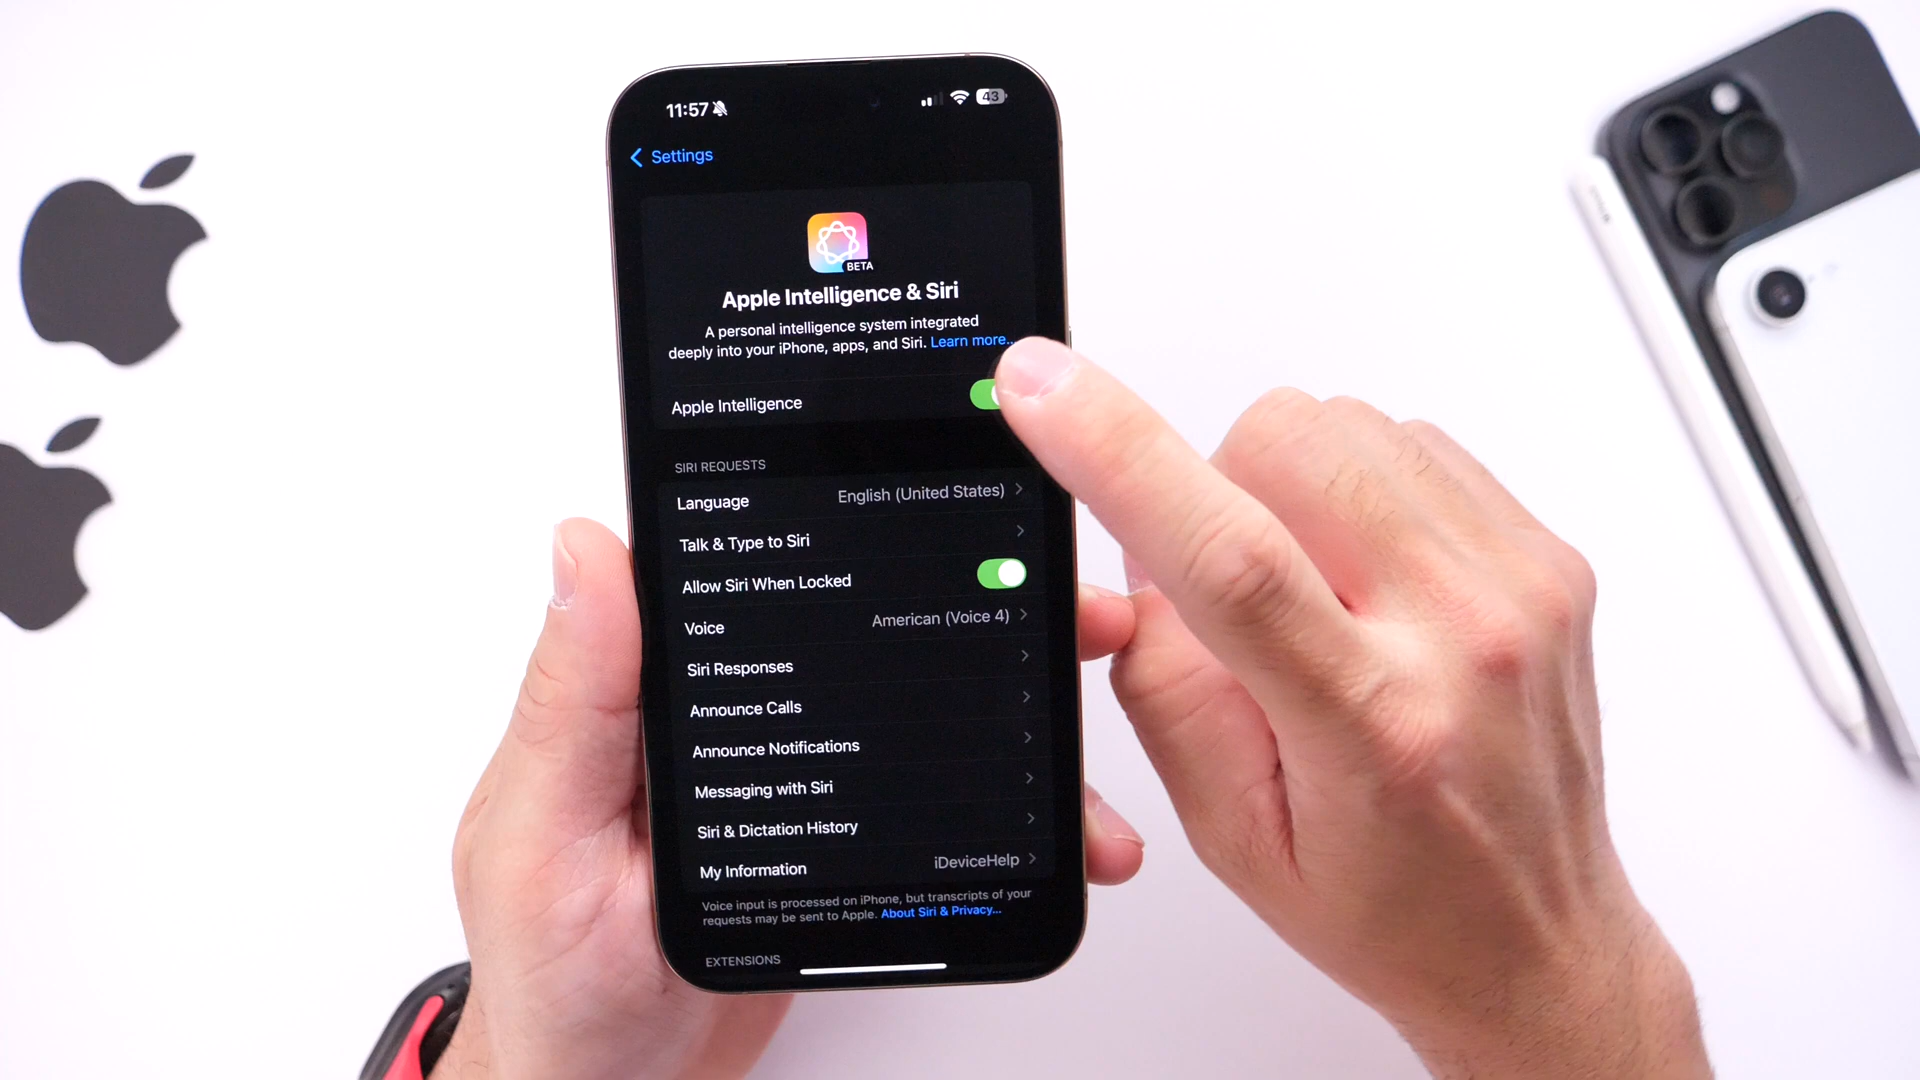 11:57
43
Settings
BETA
Apple Intelligence & Siri
A personal intelligence system integrated
deeply into your iPhone, apps, and Siri. Learn more...
Apple Intelligence
SIRI REQUESTS
Language English (United States)
Talk & Type to Siri
Allow Siri When Locked
Voice American (Voice 4)
Siri Responses
Announce Calls
Announce Notifications
Messaging with Siri
Siri & Dictation History
My Information iDeviceHelp
Voice input is processed on iPhone, but transcripts of your
requests may be sent to Apple. About Siri & Privacy...
EXTENSIONS